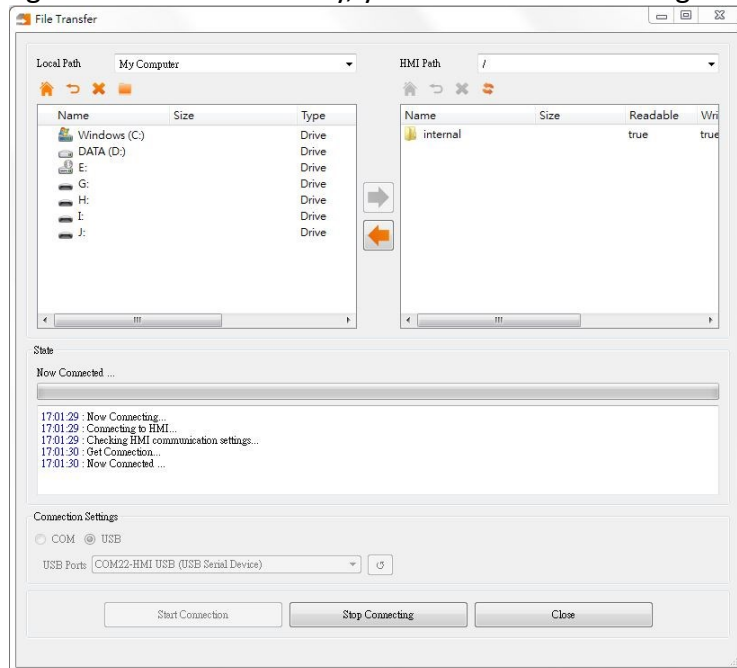 File Transfer
Local Path My Computer
HMI Path /
Name Size Type
Windows (C:) Drive
DATA (D:) Drive
E: Drive
G: Drive
H: Drive
I: Drive
J: Drive
Name Size Readable Wri
internal true true
State
Now Connected ...
17:01:29 : Now Connecting...
17:01:29 : Connecting to HMI...
17:01:29 : Checking HMI communication settings...
17:01:30 : Get Connection...
17:01:30 : Now Connected ...
Connection Settings
COM USB
USB Ports COM22-HMI USB (USB Serial Device)
Start Connection Stop Connecting Close